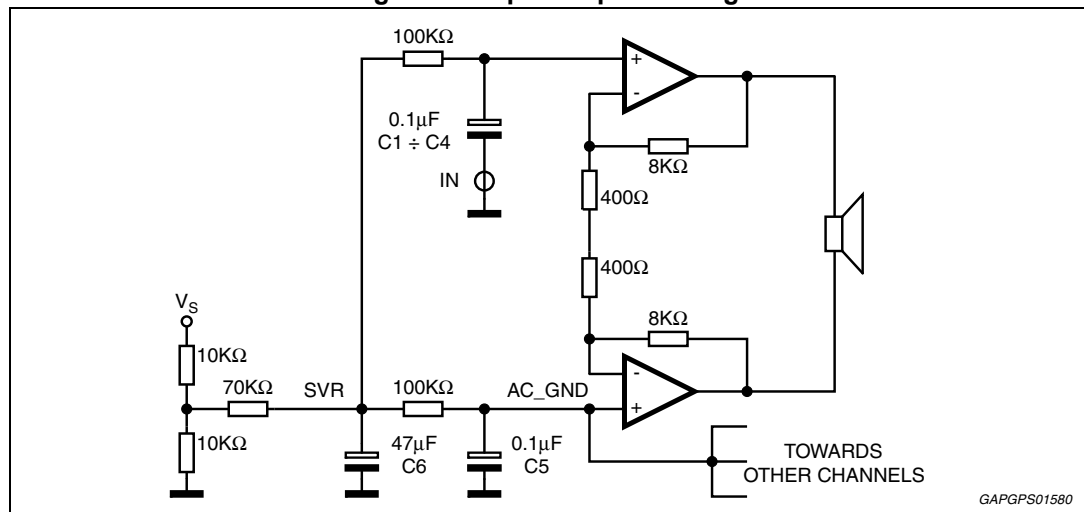 100KΩ
+
-
0.1μF
C1 ÷ C4
8KΩ
IN
400Ω
400Ω
VS
8KΩ
10KΩ
70KΩ
SVR
100KΩ
AC_GND
-
+
10KΩ
47μF
C6
0.1μF
C5
TOWARDS
OTHER CHANNELS
GAPGPS01580